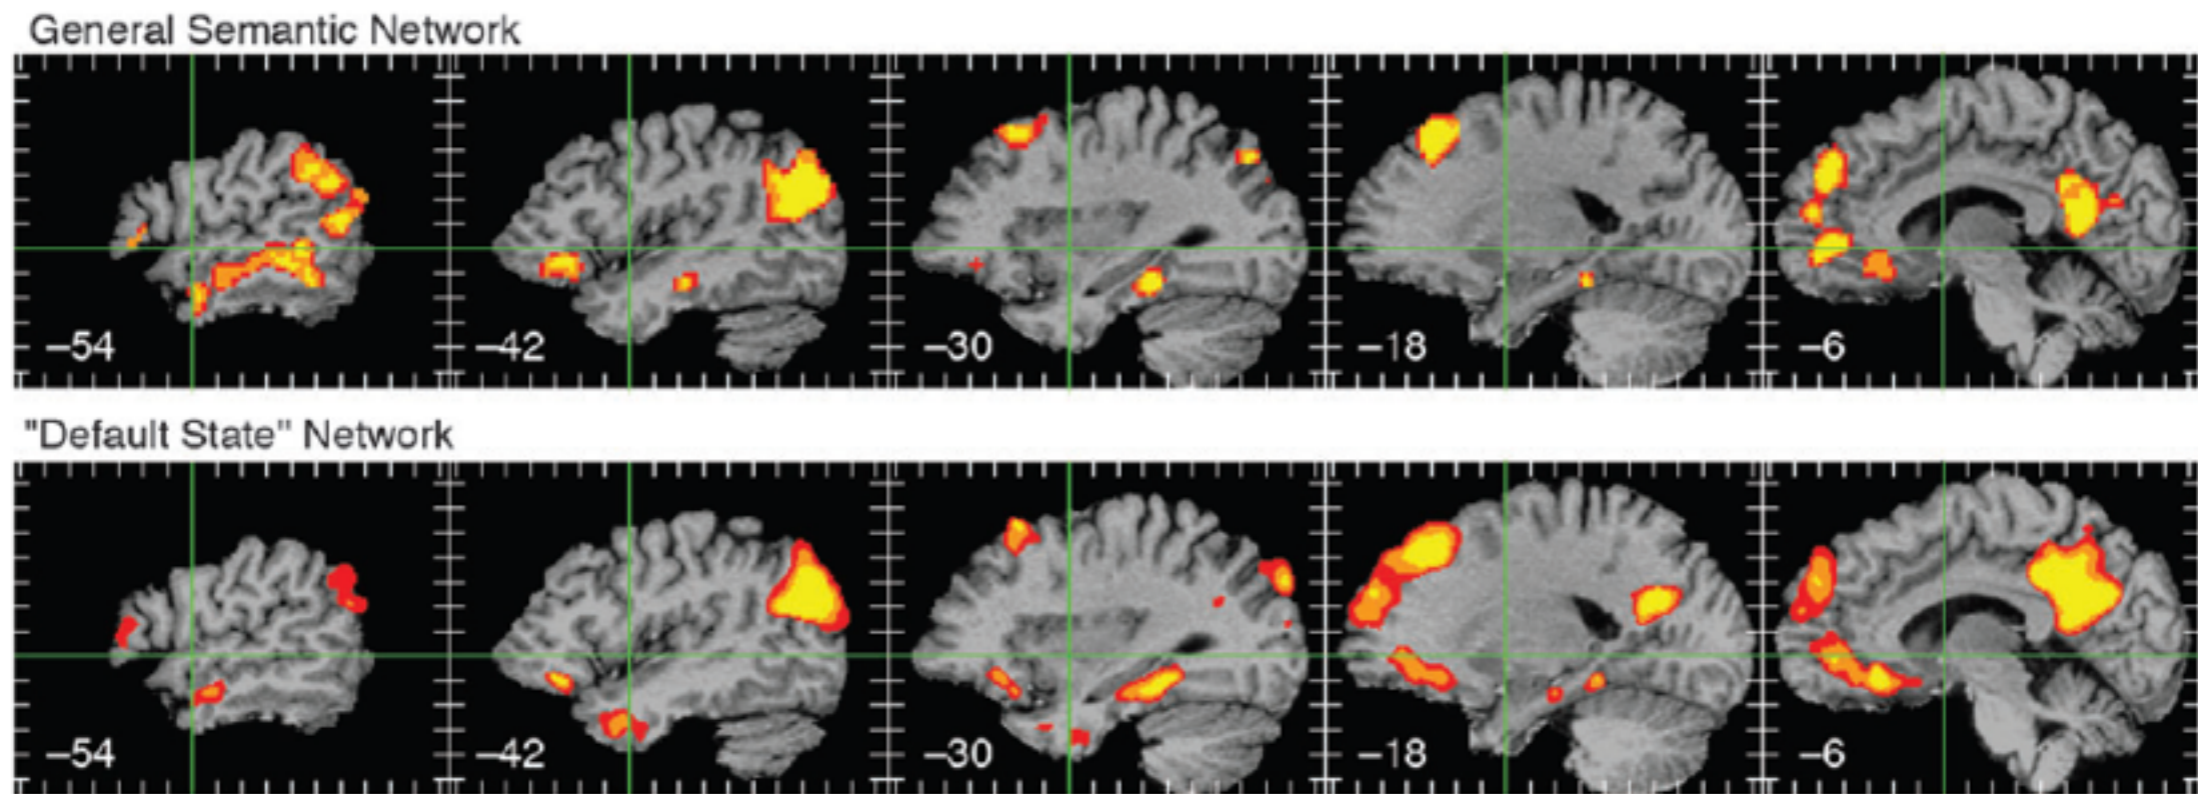 General Semantic Network
–54 –42 –30 –18 –6
"Default State" Network
–54 –42 –30 –18 –6